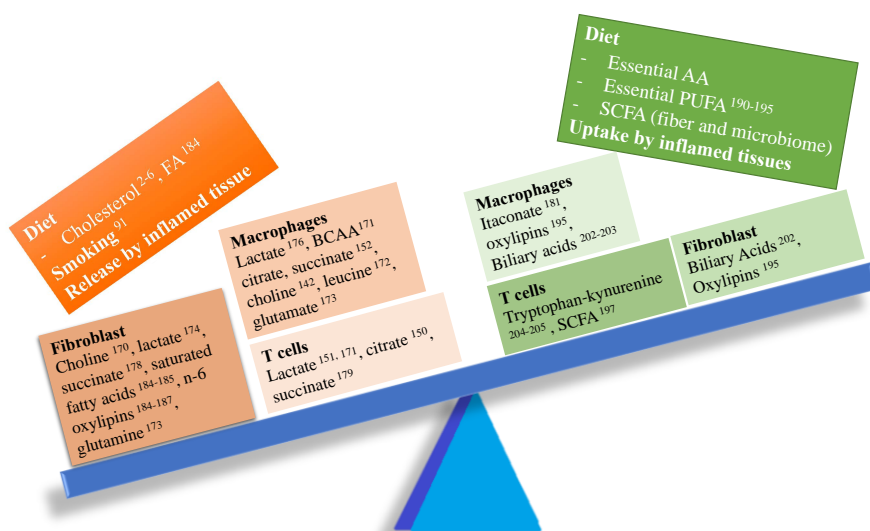 Diet
- Cholesterol 2-6, FA 184
Smoking 91
Release by inflamed tissue
Fibroblast
Choline 170, lactate 174,
succinate 178, saturated
fatty acids 184-185, n-6
oxylipins 184-187,
glutamine 173
Macrophages
Lactate 176, BCAA 171
citrate, succinate 152,
choline 142, leucine 172,
glutamate 173
T cells
Lactate 151, 171, citrate 150,
succinate 179
Macrophages
Itaconate 181,
oxylipins 195,
Biliary acids 202-203
T cells
Tryptophan-kynurenine
204-205, SCFA 197
Fibroblast
Biliary Acids 202,
Oxylipins 195
Diet
- Essential AA
- Essential PUFA 190-195
- SCFA (fiber and microbiome)
Uptake by inflamed tissues